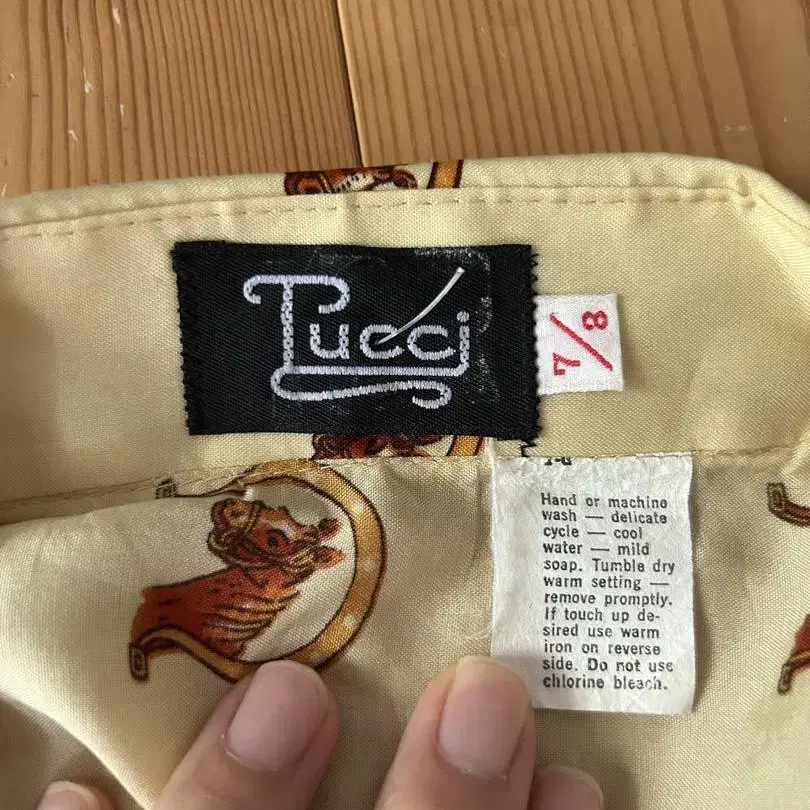 Pucci
7/8
Hand or machine
wash — delicate
cycle — cool
water — mild
soap. Tumble dry
warm setting —
remove promptly.
If touch up de-
sired use warm
iron on reverse
side. Do not use
chlorine bleach.